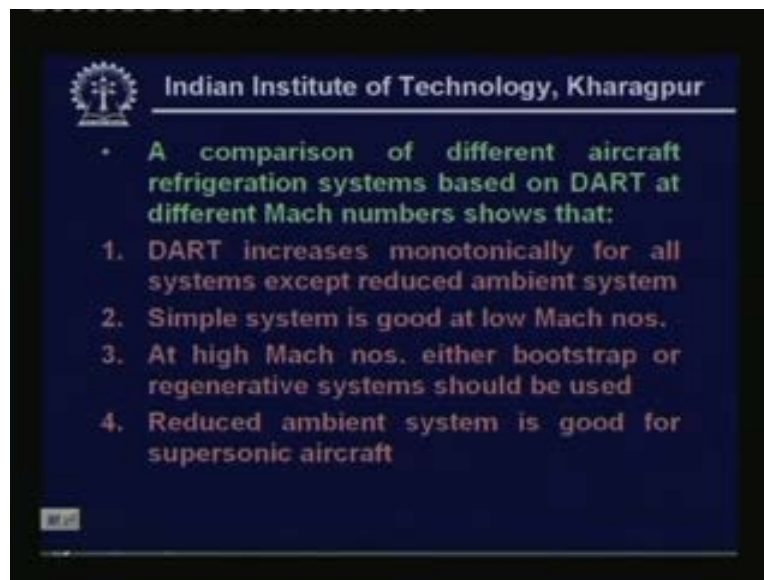 Indian Institute of Technology, Kharagpur
• A comparison of different aircraft
refrigeration systems based on DART at
different Mach numbers shows that:
1. DART increases monotonically for all
systems except reduced ambient system
2. Simple system is good at low Mach nos.
3. At high Mach nos. either bootstrap or
regenerative systems should be used
4. Reduced ambient system is good for
supersonic aircraft